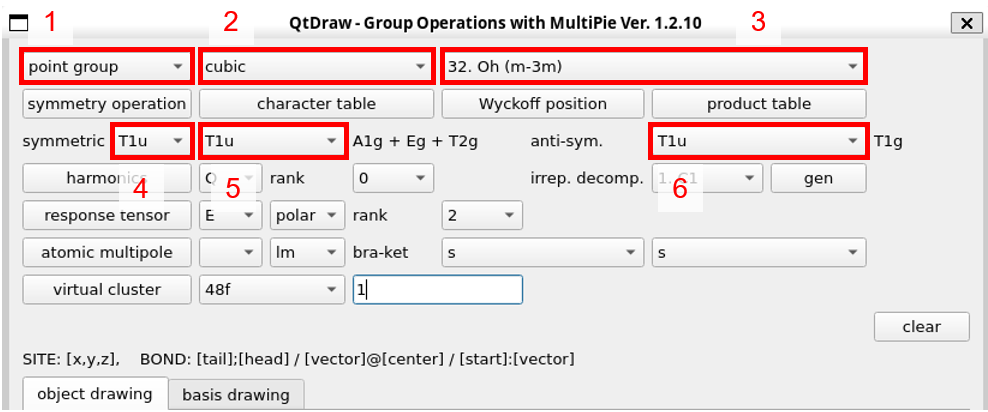 1 2 QtDraw - Group Operations with MultiPie Ver. 1.2.10 3
point group cubic 32. Oh (m-3m)
symmetry operation character table Wyckoff position product table
symmetric T1u T1u A1g + Eg + T2g anti-sym. T1u T1g
harmonics Q rank 0 irrep. decomp. 1. C1 gen
4 5 6
response tensor E polar rank 2
atomic multipole lm bra-ket s s
virtual cluster 48f 1
clear
SITE: [x,y,z], BOND: [tail];[head] / [vector]@[center] / [start]:[vector]
object drawing basis drawing